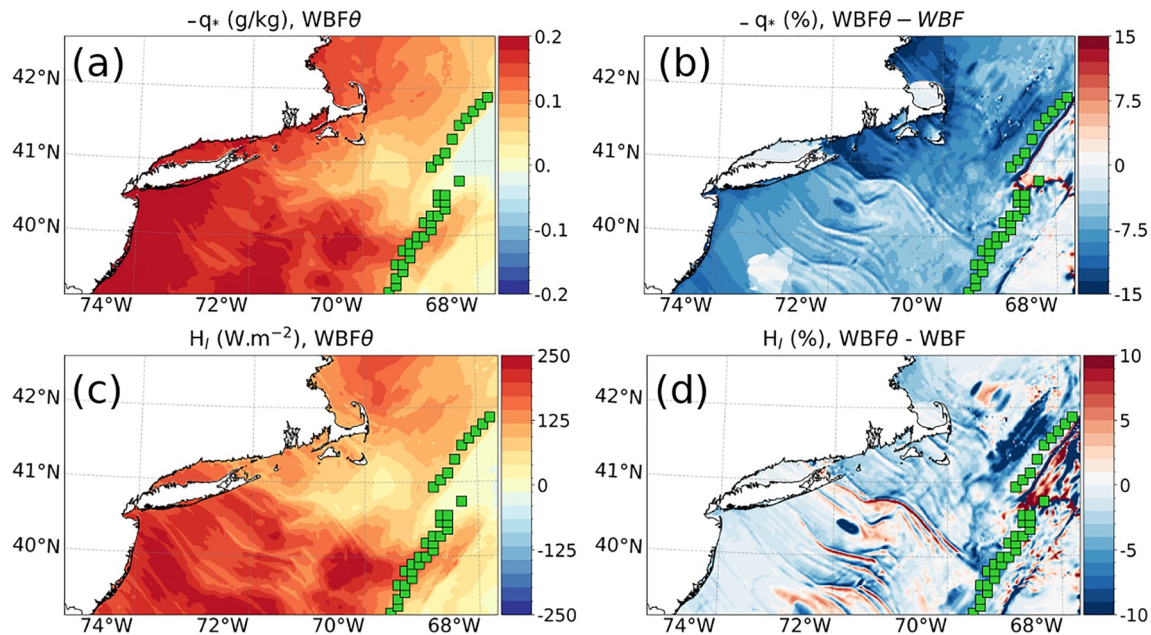 −q* (g/kg), WBFθ
− q* (%), WBFθ − WBF
(a)
(b)
42°N
41°N
40°N
74°W 72°W 70°W 68°W
0.2
0.1
0
-0.1
-0.2
42°N
41°N
40°N
74°W 72°W 70°W 68°W
15
7.5
0
-7.5
-15
H_l (W.m⁻²), WBFθ
H_l (%), WBFθ - WBF
(c)
(d)
42°N
41°N
40°N
74°W 72°W 70°W 68°W
250
125
0
-125
-250
42°N
41°N
40°N
74°W 72°W 70°W 68°W
10
5
0
-5
-10